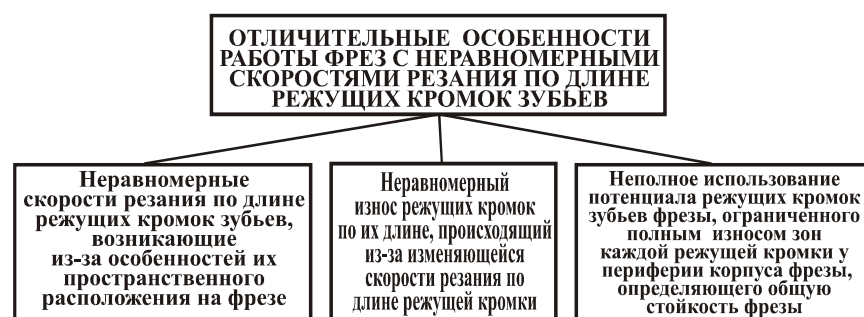 ОТЛИЧИТЕЛЬНЫЕ ОСОБЕННОСТИ
РАБОТЫ ФРЕЗ С НЕРАВНОМЕРНЫМИ
СКОРОСТЯМИ РЕЗАНИЯ ПО ДЛИНЕ
РЕЖУЩИХ КРОМОК ЗУБЬЕВ
Неравномерные
скорости резания по длине
режущих кромок зубьев,
возникающие
из-за особенностей их
пространственного
расположения на фрезе
Неравномерный
износ режущих кромок
по их длине, происходящий
из-за изменяющейся
скорости резания по
длине режущей кромки
Неполное использование
потенциала режущих кромок
зубьев фрезы, ограниченного
полным износом зон
каждой режущей кромки у
периферии корпуса фрезы,
определяющего общую
стойкость фрезы